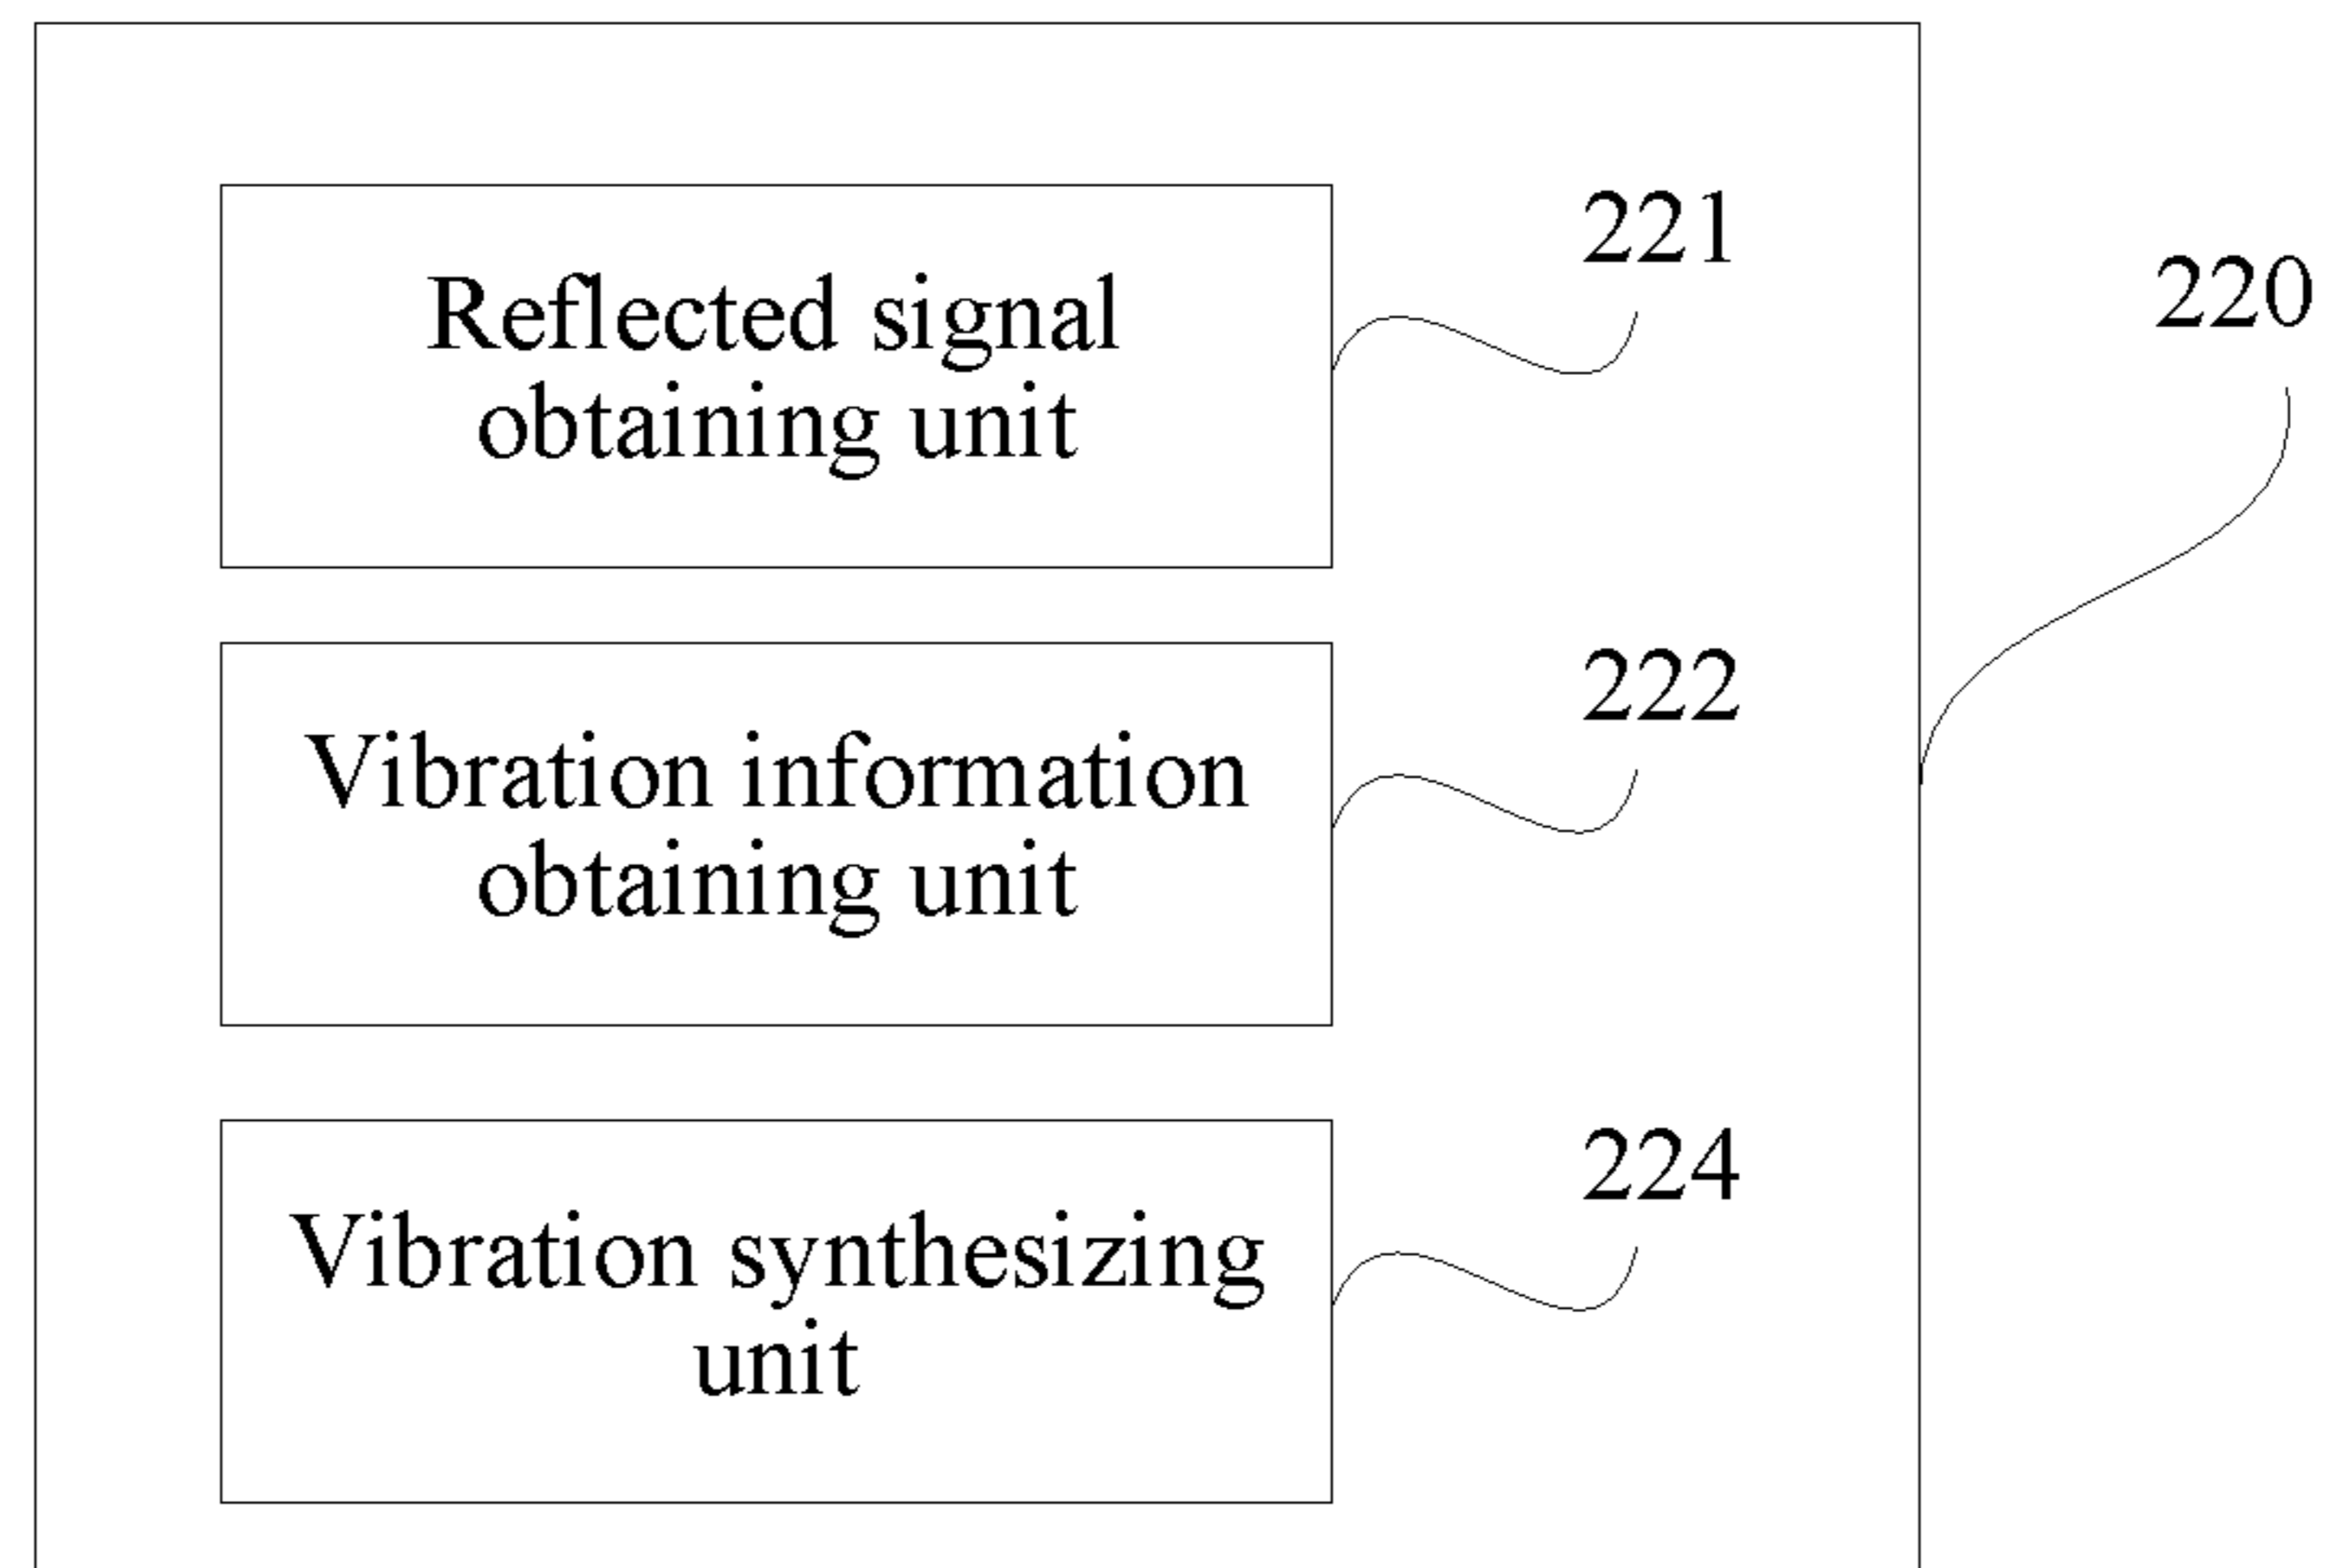 221
220
Reflected signal
obtaining unit
222
Vibration information
obtaining unit
224
Vibration synthesizing
unit